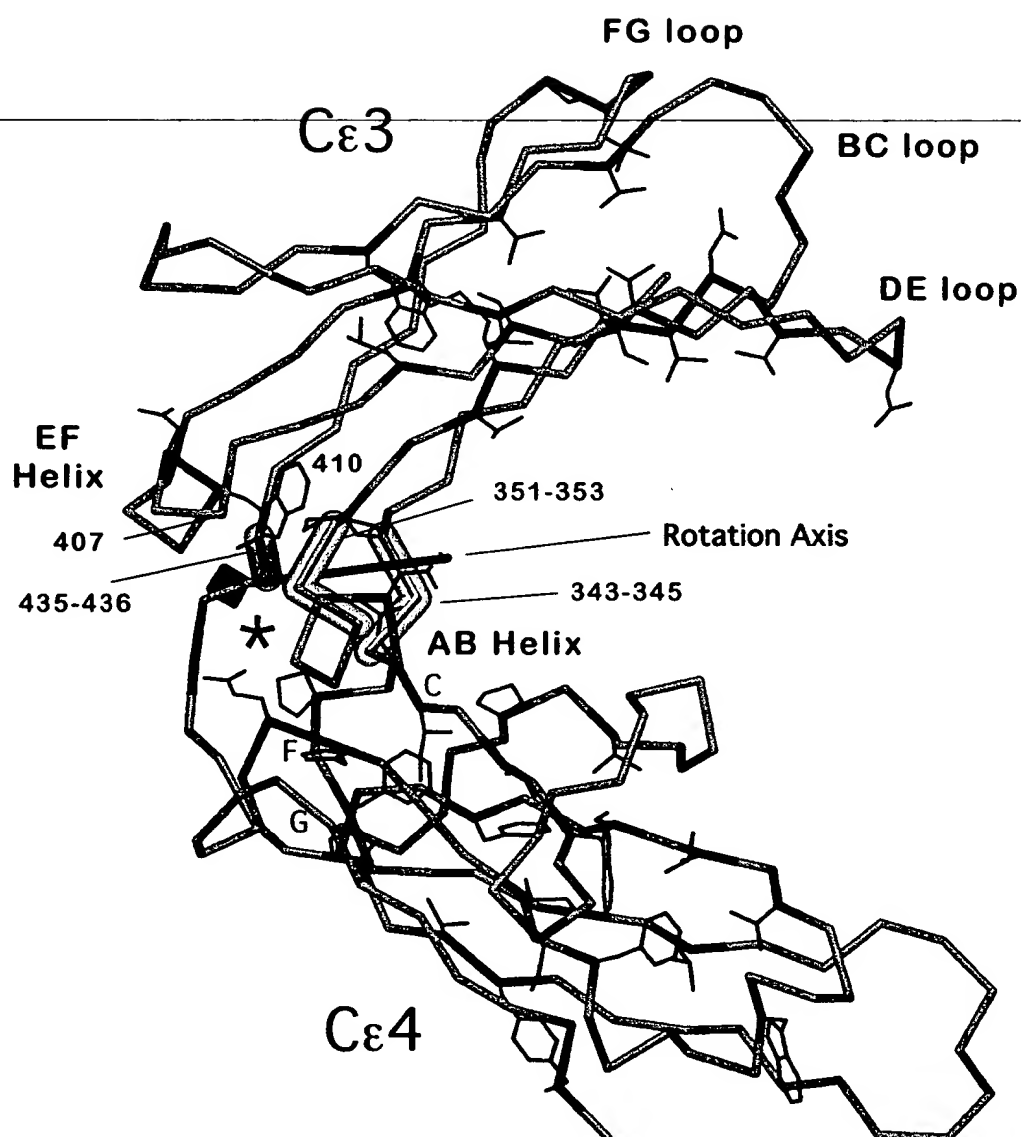 FG loop
Cε3
BC loop
DE loop
EF
Helix
410
351-353
407
Rotation Axis
435-436
343-345
*
AB Helix
C
F
G
Cε4